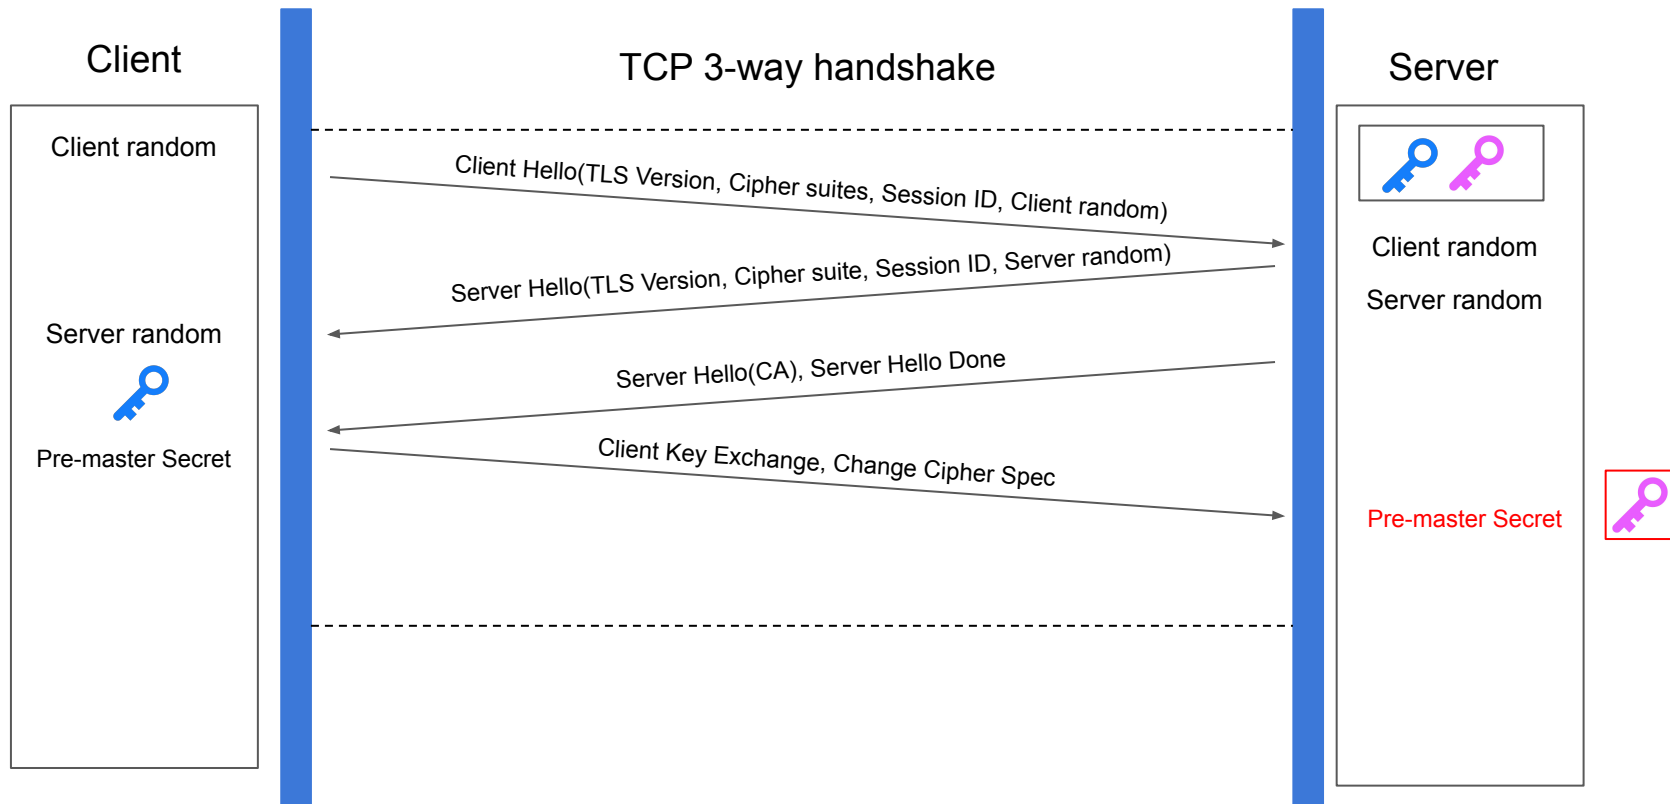 Client
TCP 3-way handshake
Server
Client random
Client Hello(TLS Version, Cipher suites, Session ID, Client random)
Client random
Server Hello(TLS Version, Cipher suite, Session ID, Server random)
Server random
Server random
Server Hello(CA), Server Hello Done
Pre-master Secret
Client Key Exchange, Change Cipher Spec
Pre-master Secret